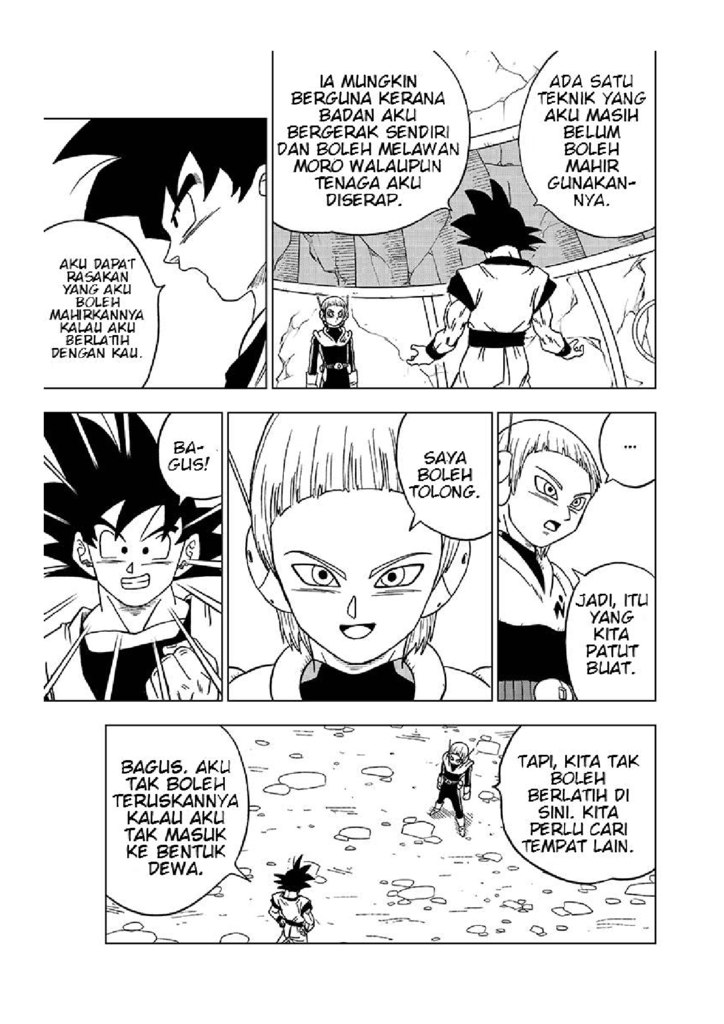 ADA SATU
TEKNIK YANG
AKU MASIH
BELUM
BOLEH
MAHIR
GUNAKAN-
NYA.
IA MUNGKIN
BERGUNA KERANA
BADAN AKU
BERGERAK SENDIRI
DAN BOLEH MELAWAN
MORO WALAUPUN
TENAGA AKU
DISERAP.
AKU DAPAT
RASAKAN
YANG AKU
BOLEH
MAHIRKANNYA
KALAU AKU
BERLATIH
DENGAN KAU.
...
JADI, ITU
YANG
KITA
PATUT
BUAT.
SAYA
BOLEH
TOLONG.
BA-
GUS!
TAPI, KITA TAK
BOLEH
BERLATIH DI
SINI. KITA
PERLU CARI
TEMPAT LAIN.
BAGUS. AKU
TAK BOLEH
TERUSKANNYA
KALAU AKU
TAK MASUK
KE BENTUK
DEWA.